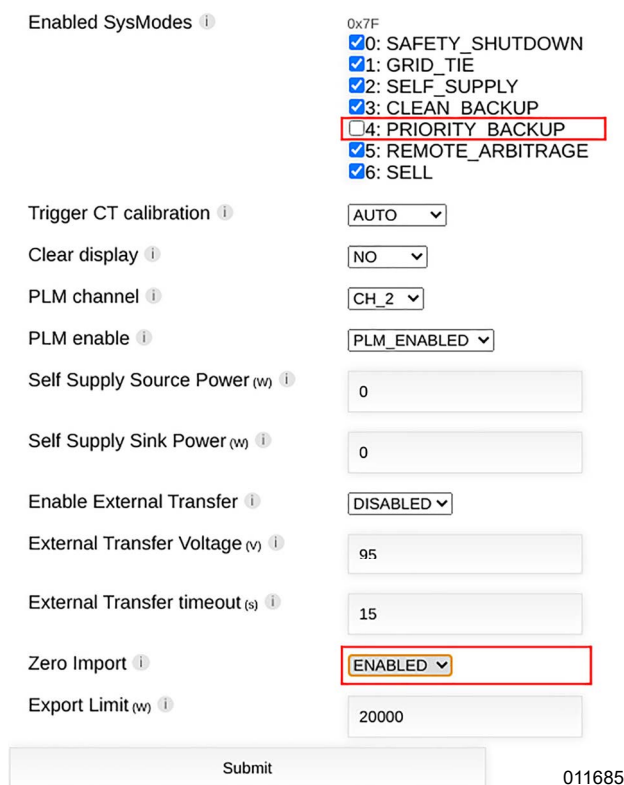 Enabled SysModes i
0x7F
0: SAFETY_SHUTDOWN
1: GRID_TIE
2: SELF_SUPPLY
3: CLEAN_BACKUP
4: PRIORITY_BACKUP
5: REMOTE_ARBITRAGE
6: SELL
Trigger CT calibration i AUTO
Clear display i NO
PLM channel i CH_2
PLM enable i PLM_ENABLED
Self Supply Source Power (W) i 0
Self Supply Sink Power (W) i 0
Enable External Transfer i DISABLED
External Transfer Voltage (V) i 95
External Transfer timeout (s) i 15
Zero Import i ENABLED
Export Limit (W) i 20000
Submit
011685